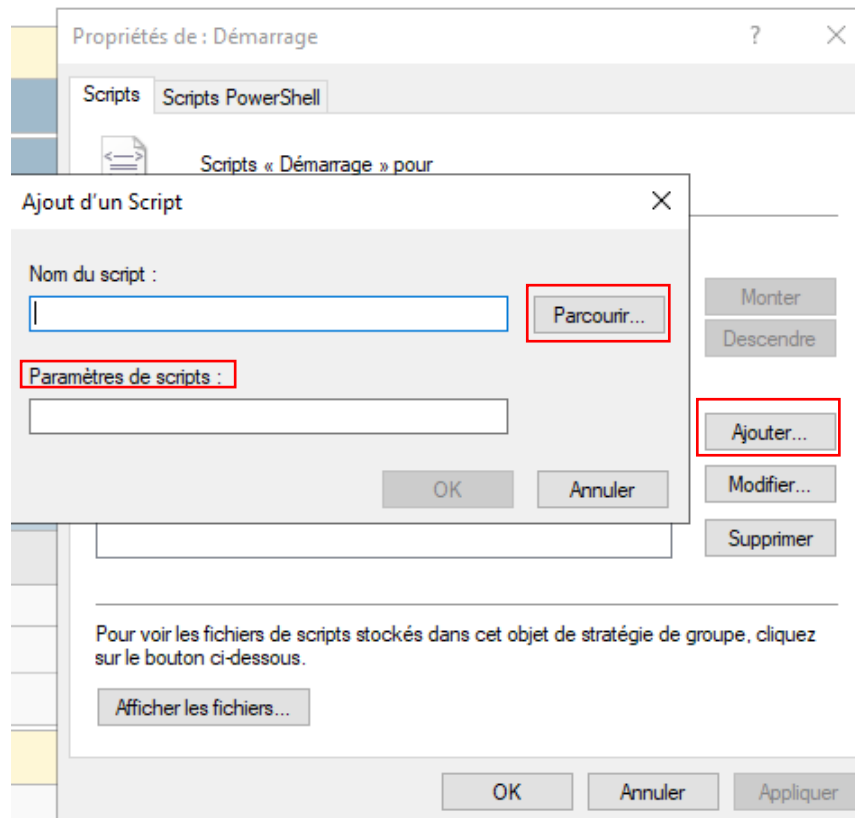 Propriétés de : Démarrage
?
Scripts
Scripts PowerShell
Scripts « Démarrage » pour
Ajout d'un Script
Nom du script :
Parcourir...
Monter
Descendre
Paramètres de scripts :
Ajouter...
OK
Annuler
Modifier...
Supprimer
Pour voir les fichiers de scripts stockés dans cet objet de stratégie de groupe, cliquez
sur le bouton ci-dessous.
Afficher les fichiers...
OK
Annuler
Appliquer